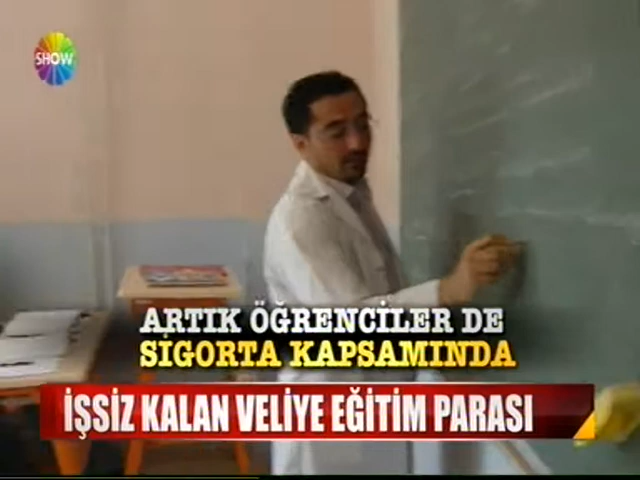 SHOW
ARTIK ÖĞRENCİLER DE
SİGORTA KAPSAMINDA
İŞSİZ KALAN VELİYE EĞİTİM PARASI